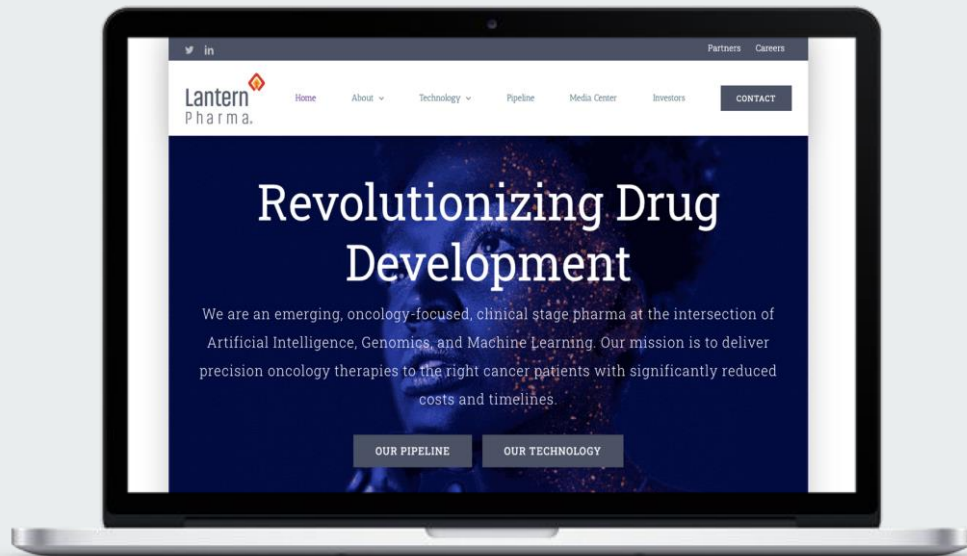 Partners Careers
Lantern
Pharma.
Home About Technology Pipeline Media Center Investors CONTACT
Revolutionizing Drug
Development
We are an emerging, oncology-focused, clinical stage pharma at the intersection of
Artificial Intelligence, Genomics, and Machine Learning. Our mission is to deliver
precision oncology therapies to the right cancer patients with significantly reduced
costs and timelines.
OUR PIPELINE OUR TECHNOLOGY